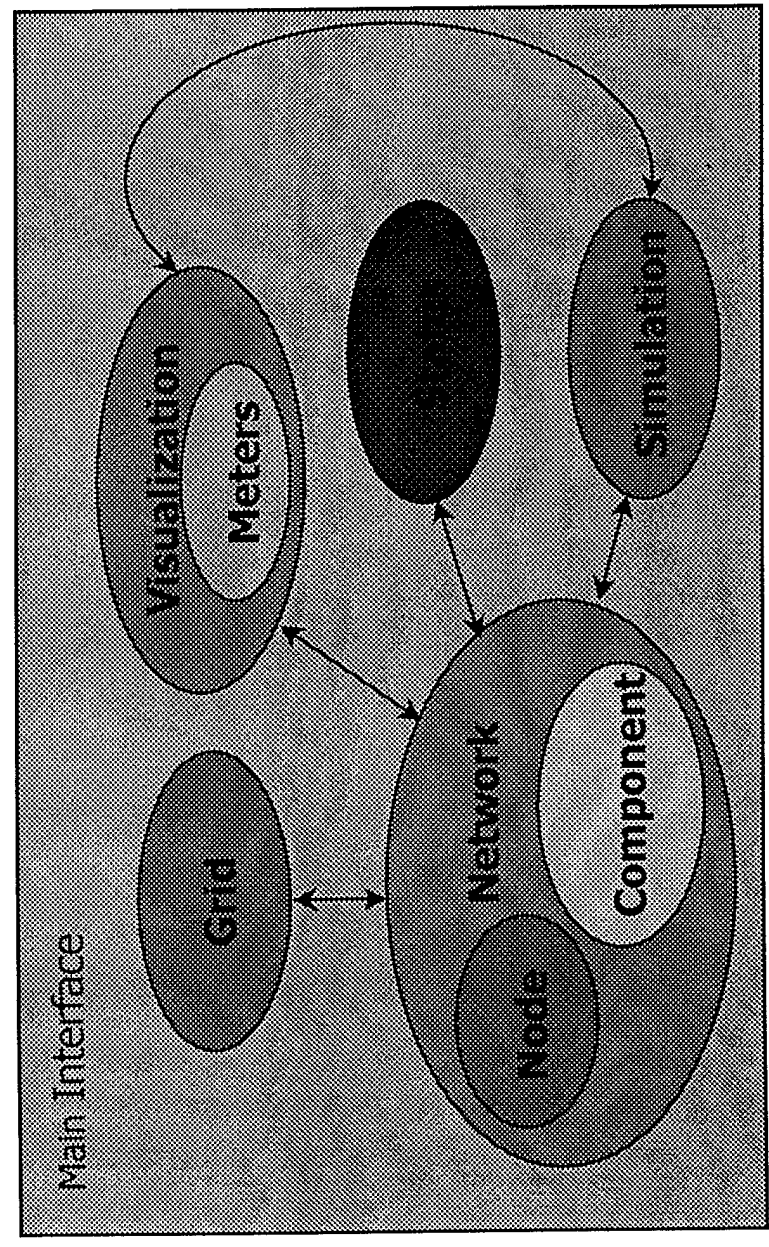 Main Interface
Grid
Visualization
Meters
Network
Node
Component
Simulation